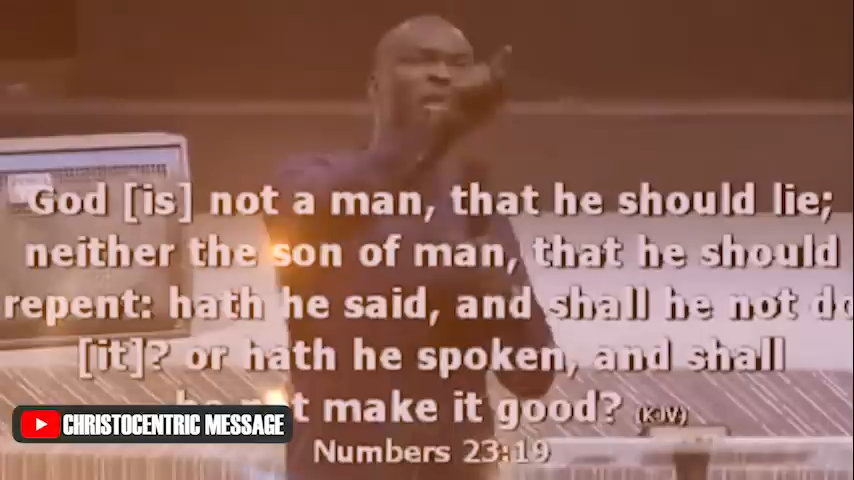 God [is] not a man, that he should lie;
neither the son of man, that he should
repent: hath he said, and shall he not do
[it]? or hath he spoken, and shall
make it good? (KJV)
CHRISTOCENTRIC MESSAGE
Numbers 23:19